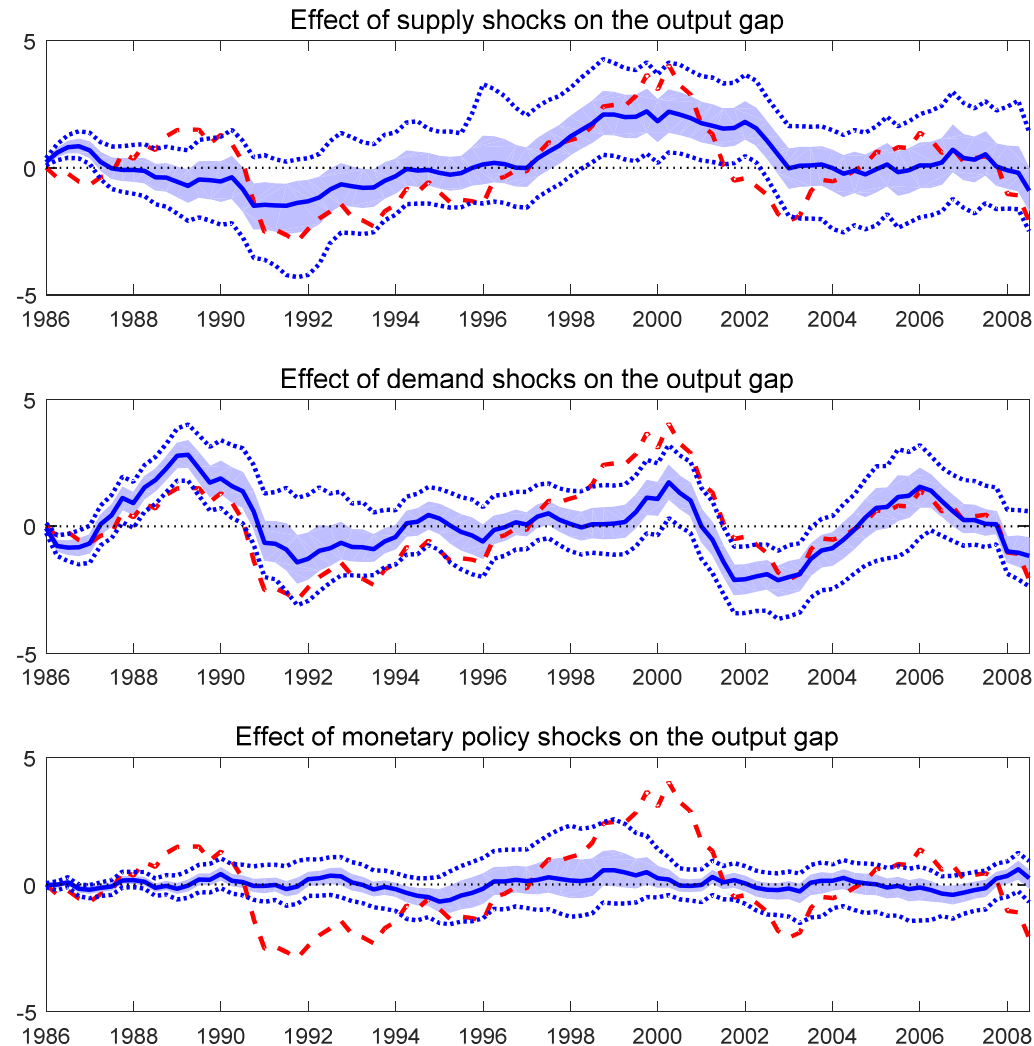 Effect of supply shocks on the output gap
5
0
-5
1986 1988 1990 1992 1994 1996 1998 2000 2002 2004 2006 2008
Effect of demand shocks on the output gap
5
0
-5
1986 1988 1990 1992 1994 1996 1998 2000 2002 2004 2006 2008
Effect of monetary policy shocks on the output gap
5
0
-5
1986 1988 1990 1992 1994 1996 1998 2000 2002 2004 2006 2008